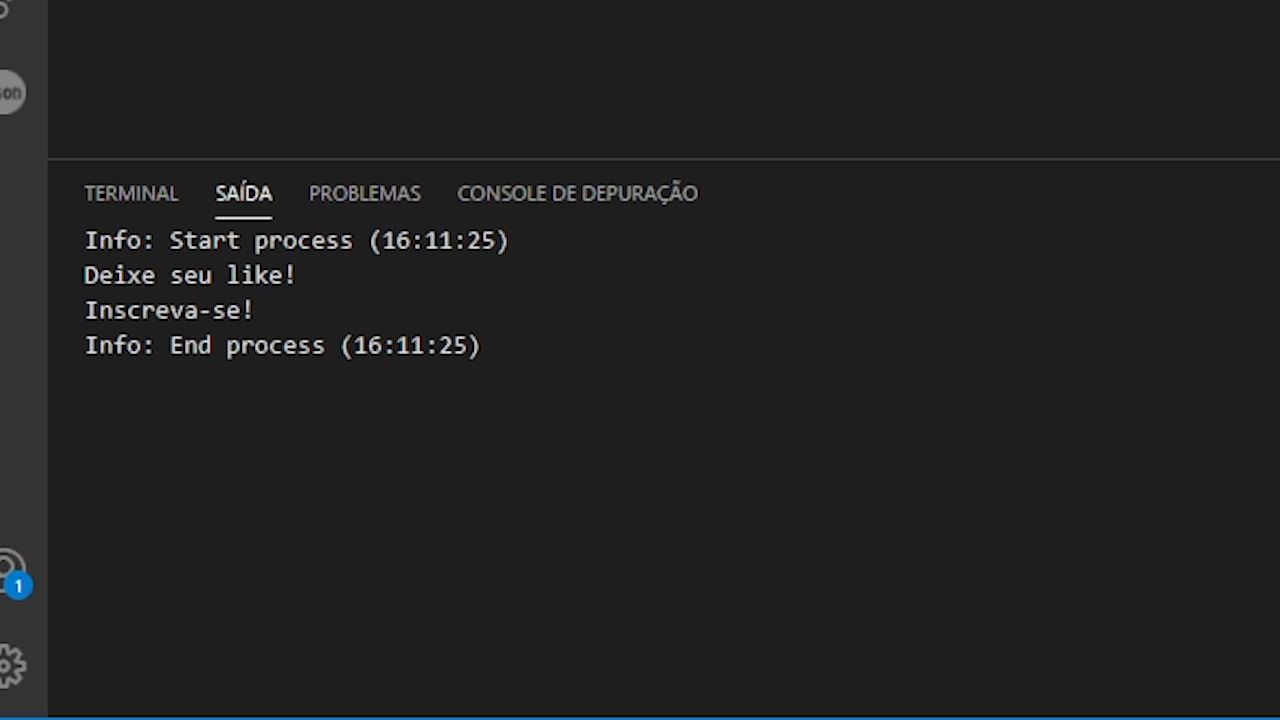 TERMINAL SAÍDA PROBLEMAS CONSOLE DE DEPURAÇÃO
Info: Start process (16:11:25)
Deixe seu like!
Inscreva-se!
Info: End process (16:11:25)
1